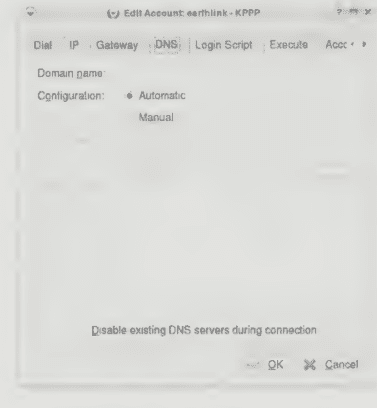 Edit Account: earthlink - KPPP
Dial IP Gateway DNS Login Script Execute Acc
Domain name:
Configuration: Automatic
Manual
Disable existing DNS servers during connection
OK Cancel